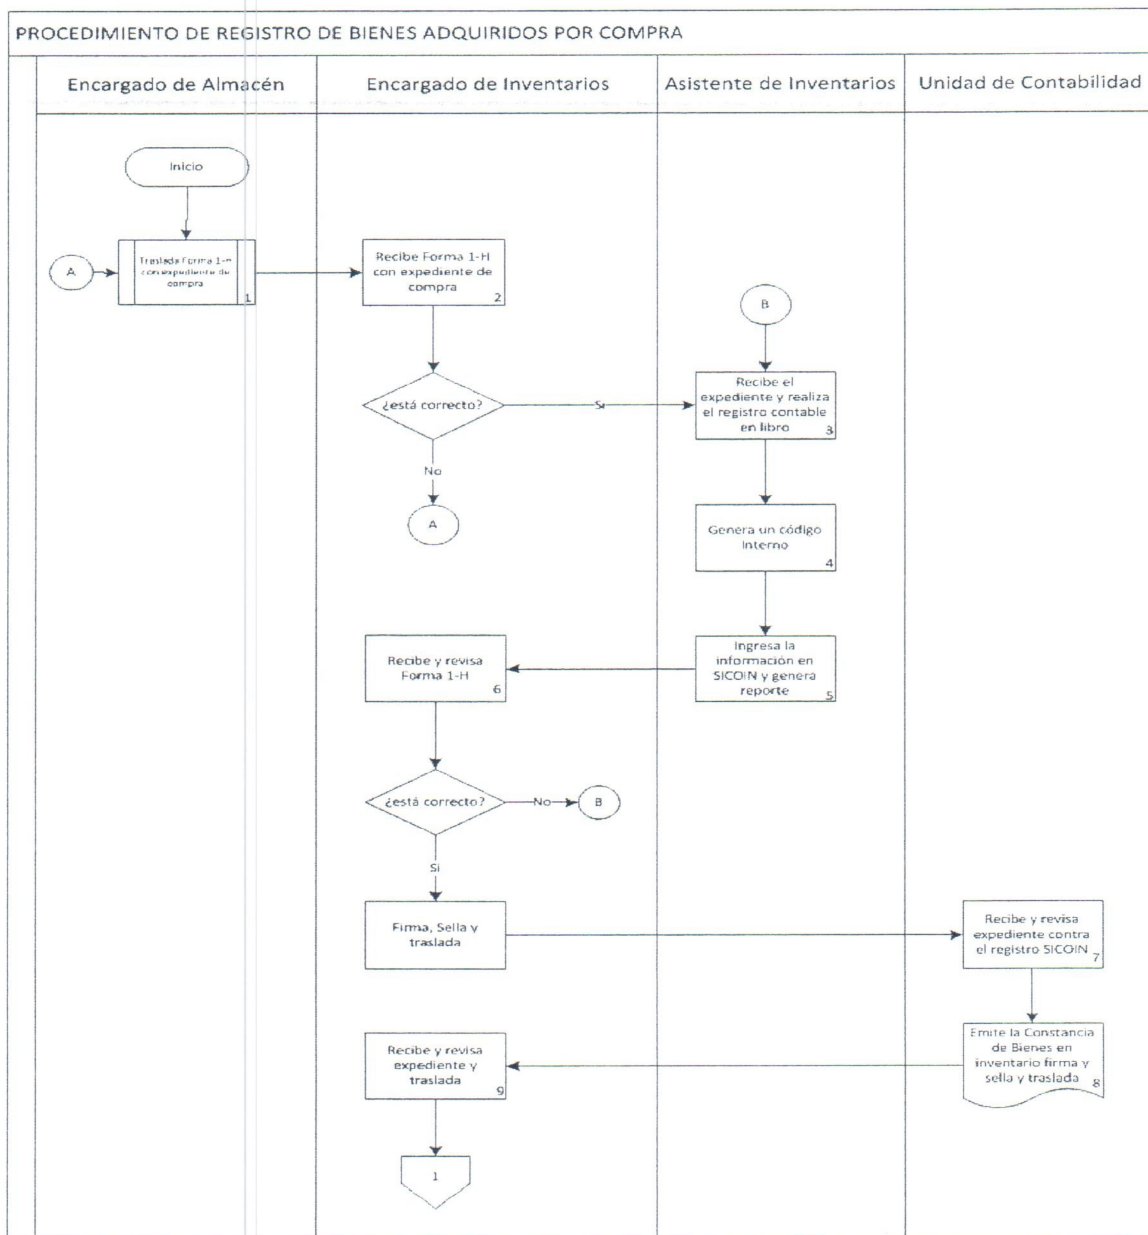 PROCEDIMIENTO DE REGISTRO DE BIENES ADQUIRIDOS POR COMPRA
Encargado de Almacén
Encargado de Inventarios
Asistente de Inventarios
Unidad de Contabilidad
Inicio
A
Traslada Forma 1-H
con expediente de
compra
1
Recibe Forma 1-H
con expediente de
compra
2
B
¿está correcto?
Si
Recibe el
expediente y realiza
el registro contable
en libro
3
No
A
Genera un código
Interno
4
Recibe y revisa
Forma 1-H
6
Ingresa la
información en
SICOIN y genera
reporte
5
¿está correcto?
No
B
Si
Firma, Sella y
traslada
Recibe y revisa
expediente contra
el registro SICOIN
7
Recibe y revisa
expediente y
traslada
9
Emite la Constancia
de Bienes en
inventario firma y
sella y traslada
8
1